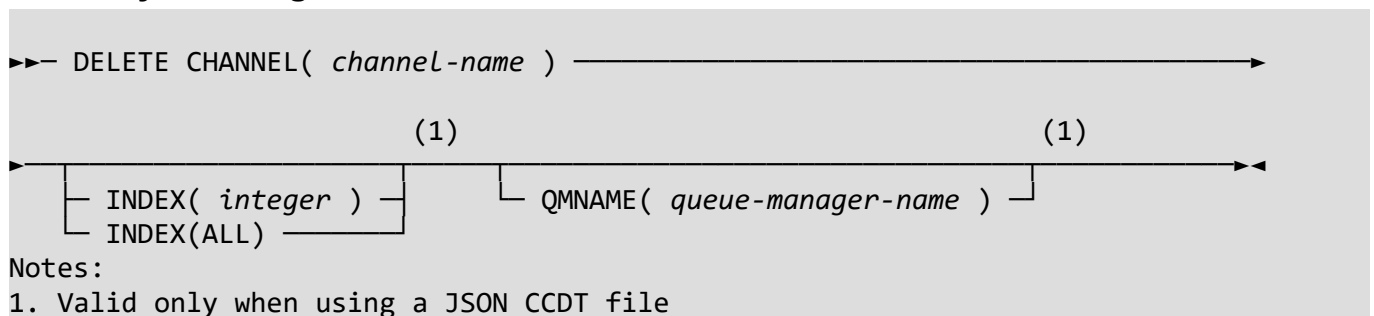 ►►─ DELETE CHANNEL( channel-name ) ─►
(1) (1)
►─ INDEX( integer ) ─ QMNAME( queue-manager-name ) ─►◄
INDEX(ALL)
Notes:
1. Valid only when using a JSON CCDT file